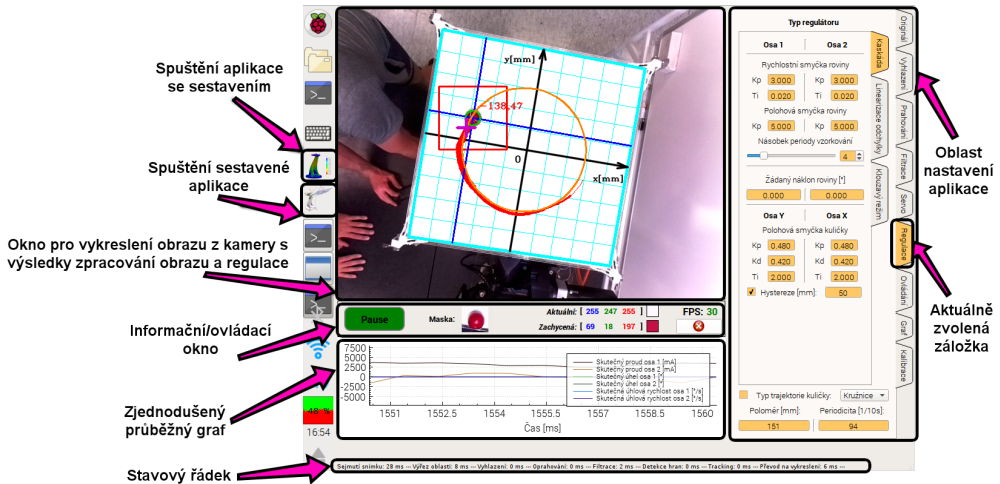 Spuštění aplikace
se sestavením
Spuštění sestavené
aplikace
Okno pro vykreslení obrazu z kamery s
výsledky zpracování obrazu a regulace
Informační/ovládací
okno
Zjednodušený
průběžný graf
Stavový řádek
48 %
16:54
y[mm]
-138,47
0
x[mm]
Pause
Maska:
Aktuální: [ 255 247 255 ]
Zachycená: [ 69 18 197 ]
FPS: 30
7500
5000
2500
0
-2500
-5000
Skutečný proud osa 1 [mA]
Skutečný proud osa 2 [mA]
Skutečný úhel osa 1 [°]
Skutečný úhel osa 2 [°]
Skutečná úhlová rychlost osa 1 [°/s]
Skutečná úhlová rychlost osa 2 [°/s]
1551 1552.5 1554 1555.5 1557 1558.5 1560
Čas [ms]
Sejmutí snímku: 28 ms --- Výřez oblasti: 8 ms --- Vyhlazení: 0 ms --- Oprahování: 0 ms --- Filtrace: 2 ms --- Detekce hran: 0 ms --- Tracking: 0 ms --- Převod na vykreslení: 6 ms ---
Typ regulátoru
Osa 1 Osa 2
Rychlostní smyčka roviny
Kp 3.000 Kp 3.000
Ti 0.020 Ti 0.020
Polohová smyčka roviny
Kp 5.000 Kp 5.000
Násobek periody vzorkování
4
Žádaný náklon roviny [°]
0.000 0.000
Osa Y Osa X
Polohová smyčka kuličky
Kp 0.480 Kp 0.480
Kd 0.420 Kd 0.420
Ti 2.000 Ti 2.000
Hystereze [mm]: 50
Typ trajektorie kuličky: Kružnice
Poloměr [mm]: Periodicita [1/10s]:
151 94
Kaskáda
Linearizace odchylky
Klouzavý režim
Originál
Vyhlazení
Prahování
Filtrace
Servo
Regulace
Ovládání
Graf
Kalibrace
Oblast
nastavení
aplikace
Aktuálně
zvolená
záložka